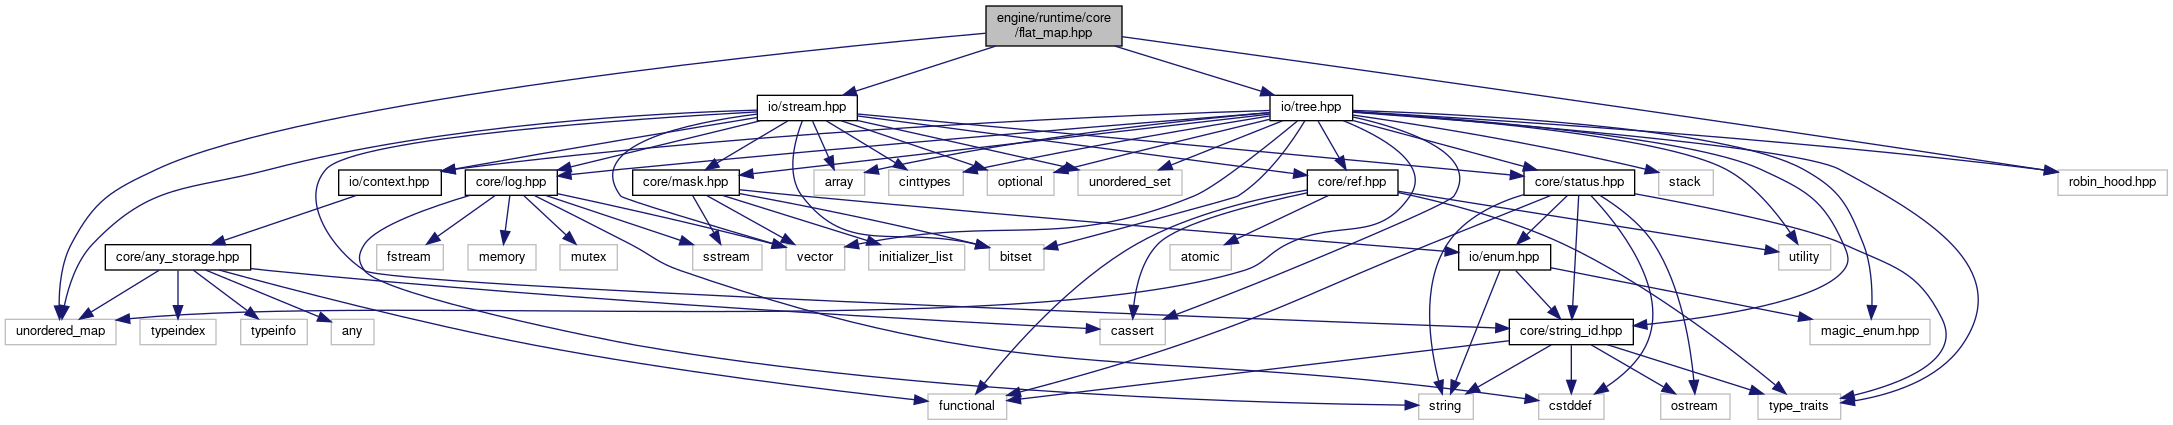 engine/runtime/core
/flat_map.hpp
io/stream.hpp
io/tree.hpp
io/context.hpp
core/log.hpp
core/mask.hpp
array
cinttypes
optional
unordered_set
core/ref.hpp
core/status.hpp
stack
robin_hood.hpp
core/any_storage.hpp
fstream
memory
mutex
sstream
vector
initializer_list
bitset
atomic
io/enum.hpp
utility
unordered_map
typeindex
typeinfo
any
cassert
core/string_id.hpp
magic_enum.hpp
functional
string
cstddef
ostream
type_traits